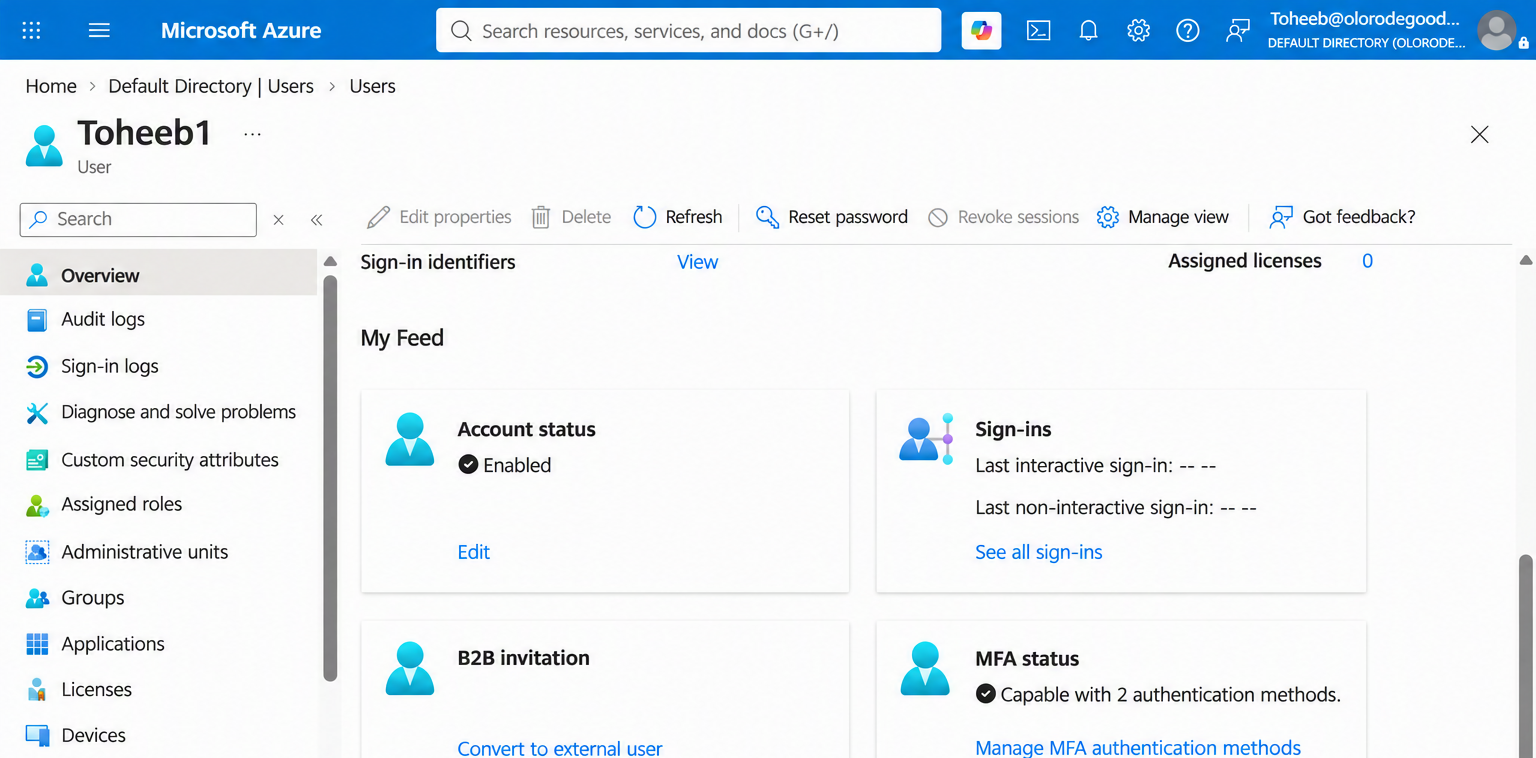 Microsoft Azure
Search resources, services, and docs (G+/)
Toheeb@olorodegood...
DEFAULT DIRECTORY (OLORODE...
Home > Default Directory | Users > Users
Toheeb1 ...
User
Search
Edit properties Delete Refresh Reset password Revoke sessions Manage view Got feedback?
Overview
Audit logs
Sign-in logs
Diagnose and solve problems
Custom security attributes
Assigned roles
Administrative units
Groups
Applications
Licenses
Devices
Sign-in identifiers View Assigned licenses 0
My Feed
Account status
Enabled
Edit
Sign-ins
Last interactive sign-in: -- --
Last non-interactive sign-in: -- --
See all sign-ins
B2B invitation
Convert to external user
MFA status
Capable with 2 authentication methods.
Manage MFA authentication methods